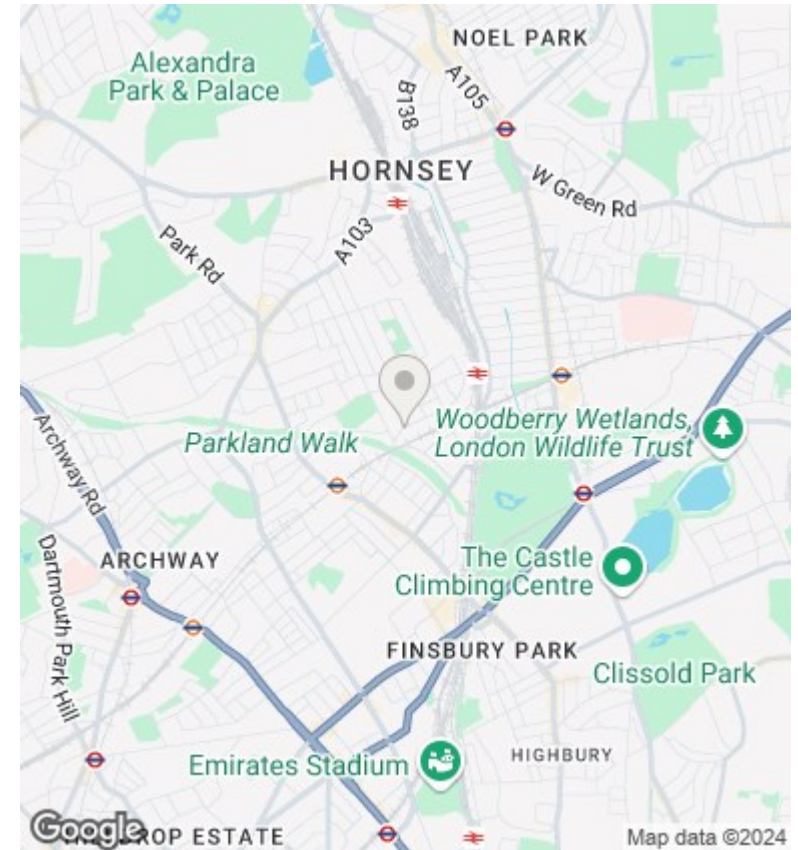 NOEL PARK
Alexandra
Park & Palace
B138
A105
HORNSEY
W Green Rd
Park Rd
A103
Woodberry Wetlands,
London Wildlife Trust
Parkland Walk
Archway Rd
ARCHWAY
The Castle
Climbing Centre
Dartmouth Park Hill
FINSBURY PARK
Clissold Park
Emirates Stadium
HIGHBURY
Google
DROP ESTATE
Map data ©2024